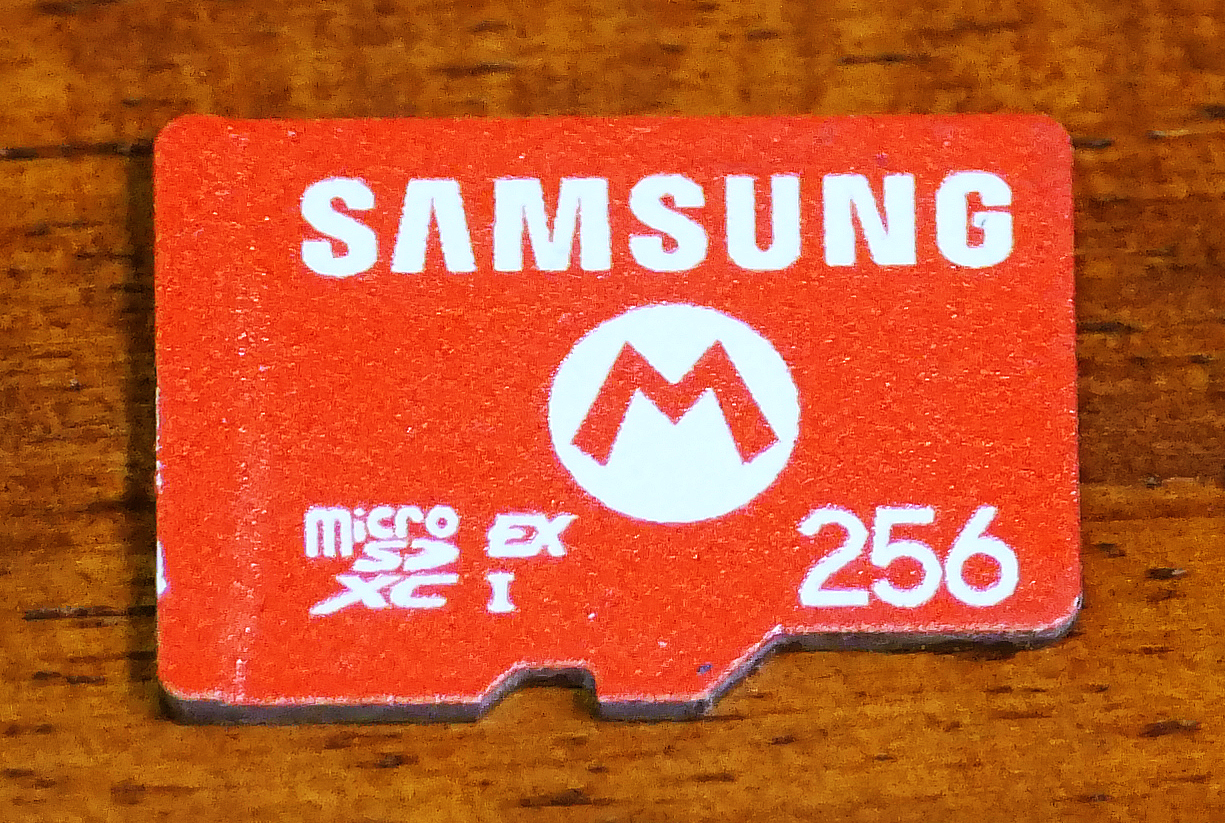 SAMSUNG
M
micro EX
SD
XC I
256